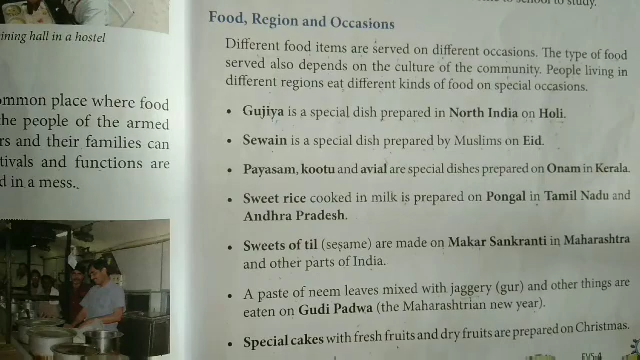 to school to study.
ining hall in a hostel
mmon place where food
the people of the armed
rs and their families can
tivals and functions are
d in a mess.
Food, Region and Occasions
Different food items are served on different occasions. The type of food
served also depends on the culture of the community. People living in
different regions eat different kinds of food on special occasions.
• Gujiya is a special dish prepared in North India on Holi.
• Sewain is a special dish prepared by Muslims on Eid.
• Payasam, kootu and avial are special dishes prepared on Onam in Kerala.
• Sweet rice cooked in milk is prepared on Pongal in Tamil Nadu and
Andhra Pradesh.
• Sweets of til (sesame) are made on Makar Sankranti in Maharashtra
and other parts of India.
• A paste of neem leaves mixed with jaggery (gur) and other things are
eaten on Gudi Padwa (the Maharashtrian new year).
• Special cakes with fresh fruits and dry fruits are prepared on Christmas.